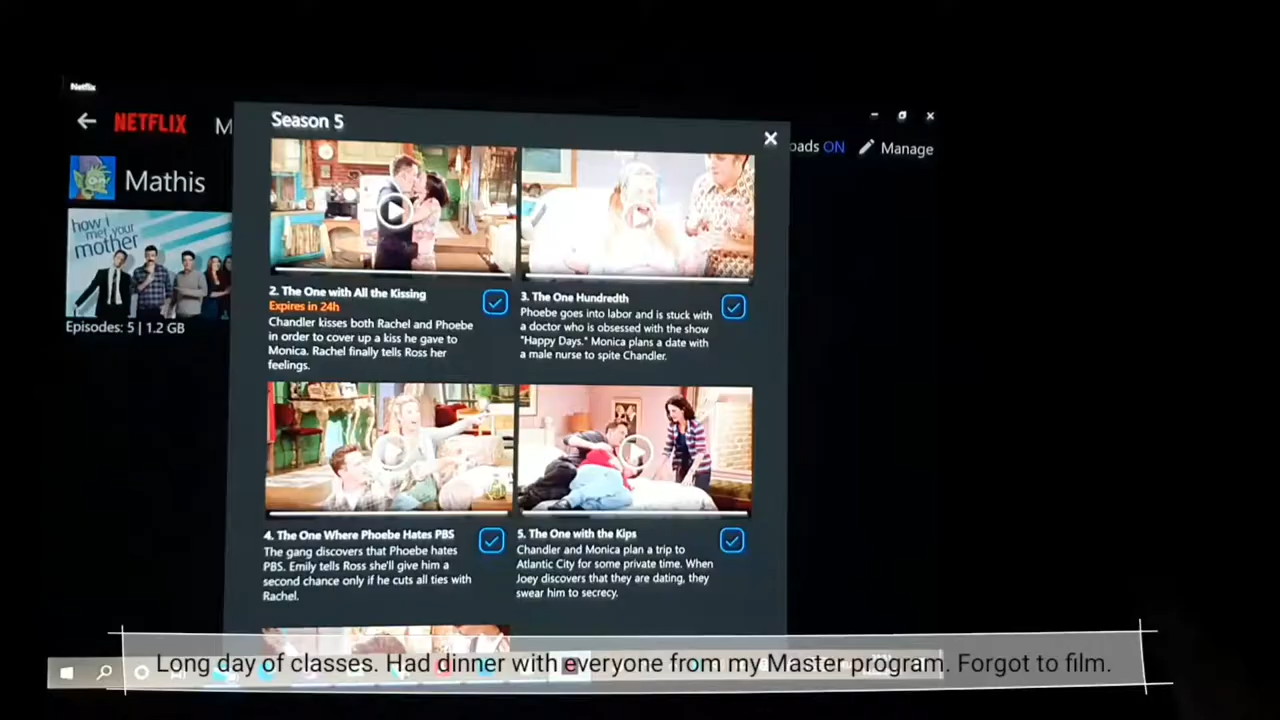 Netflix
NETFLIX
M
Season 5
oads ON
Manage
Mathis
how i met your mother
Episodes: 5 | 1.2 GB
2. The One with All the Kissing
Expires in 24h
Chandler kisses both Rachel and Phoebe
in order to cover up a kiss he gave to
Monica. Rachel finally tells Ross her
feelings.
3. The One Hundredth
Phoebe goes into labor and is stuck with
a doctor who is obsessed with the show
"Happy Days." Monica plans a date with
a male nurse to spite Chandler.
4. The One Where Phoebe Hates PBS
The gang discovers that Phoebe hates
PBS. Emily tells Ross she'll give him a
second chance only if he cuts all ties with
Rachel.
5. The One with the Kips
Chandler and Monica plan a trip to
Atlantic City for some private time. When
Joey discovers that they are dating, they
swear him to secrecy.
Long day of classes. Had dinner with everyone from my Master program. Forgot to film.